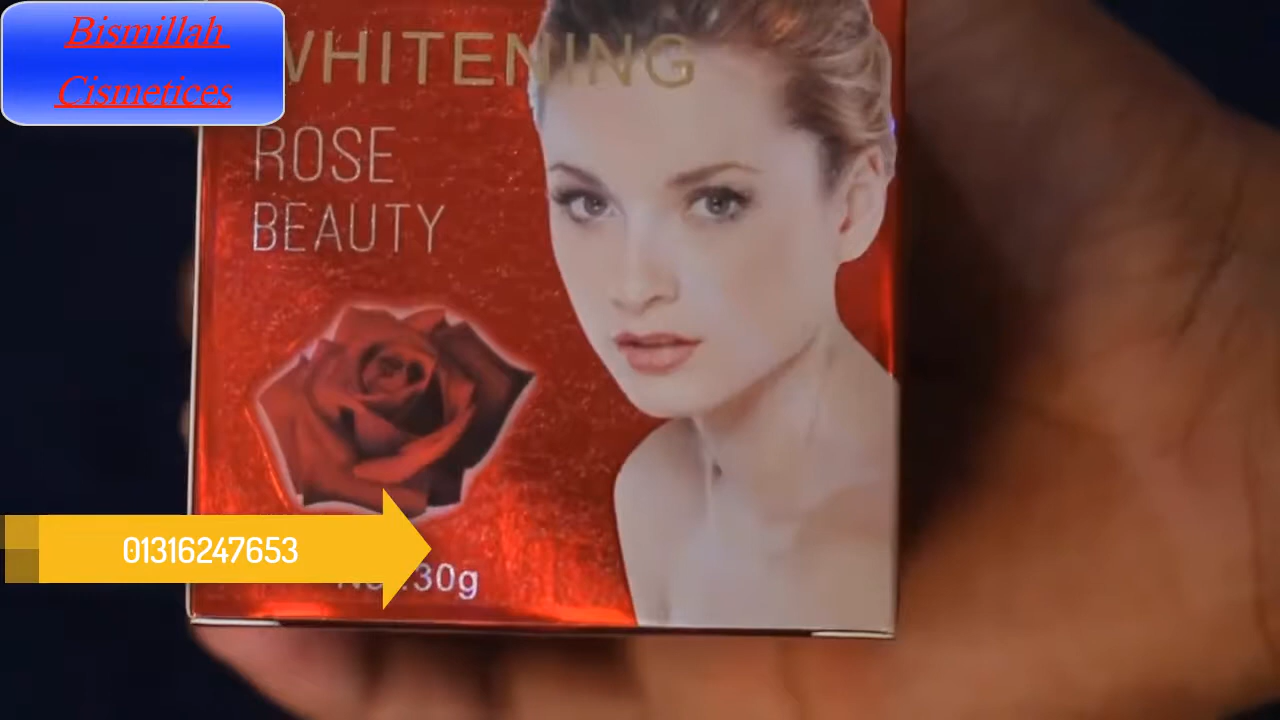 Bismillah
Cismetices
WHITENING
ROSE
BEAUTY
01316247653
30g